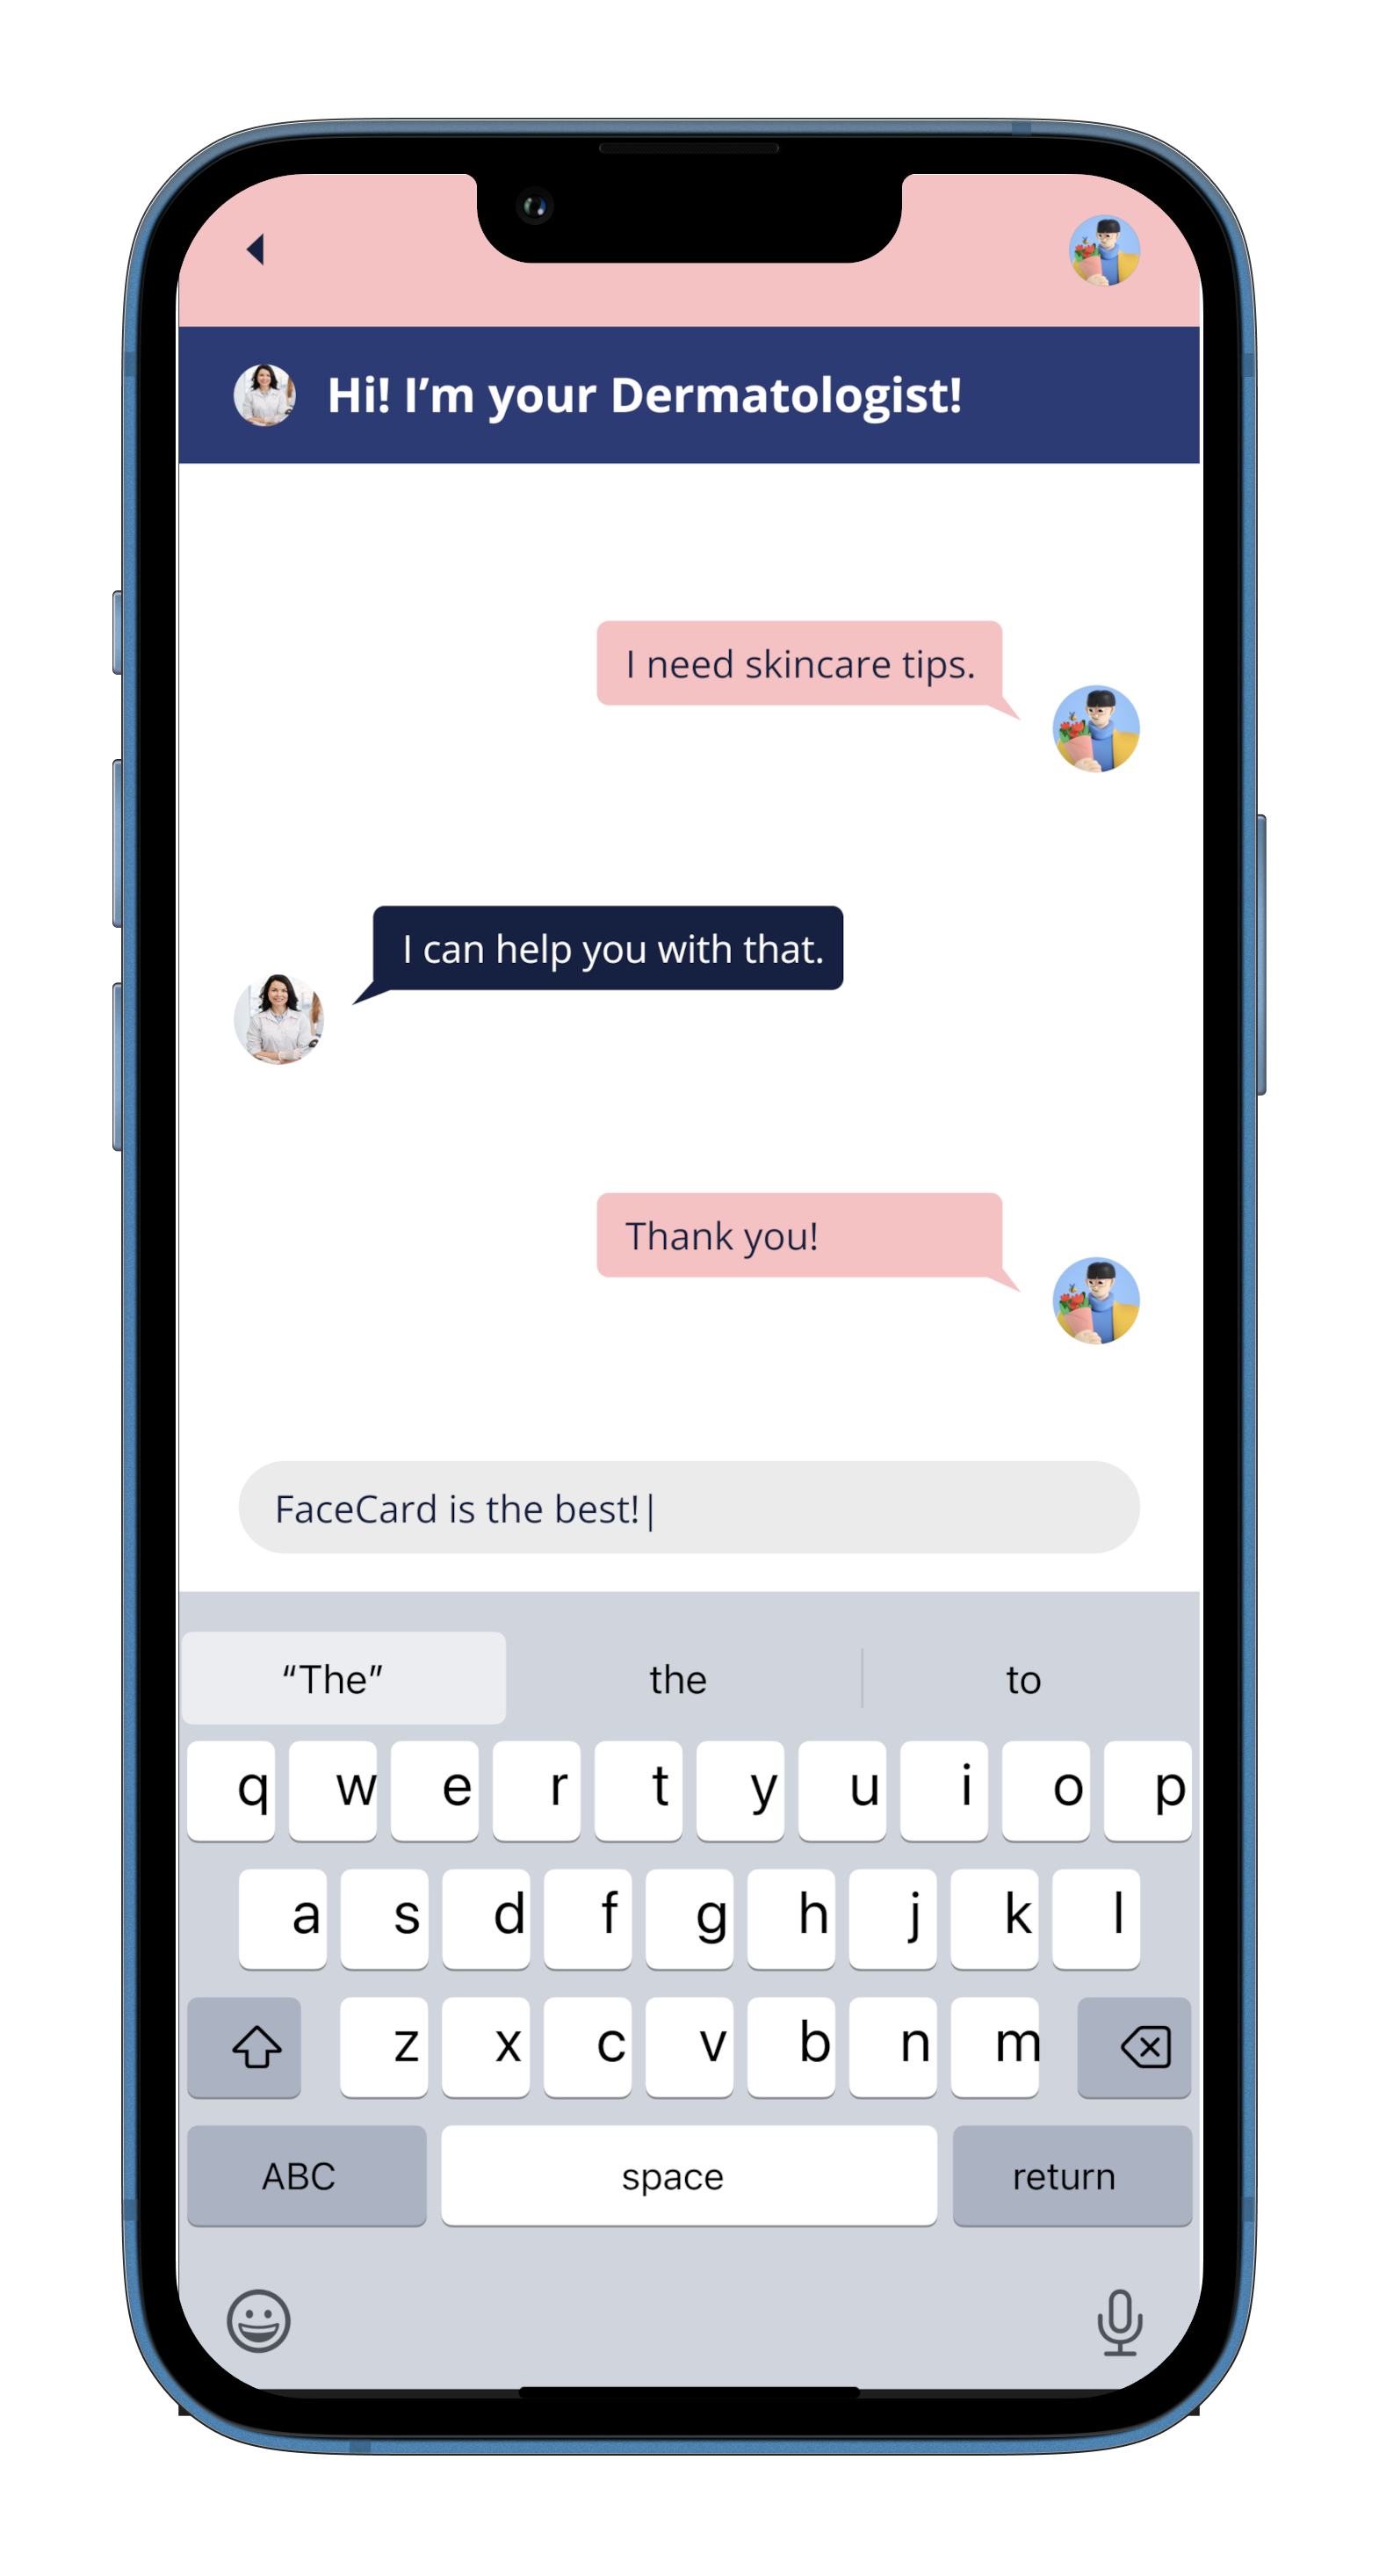 Hi! I’m your Dermatologist!
I need skincare tips.
I can help you with that.
Thank you!
FaceCard is the best!
“The” the to
q w e r t y u i o p
a s d f g h j k l
z x c v b n m
ABC space return